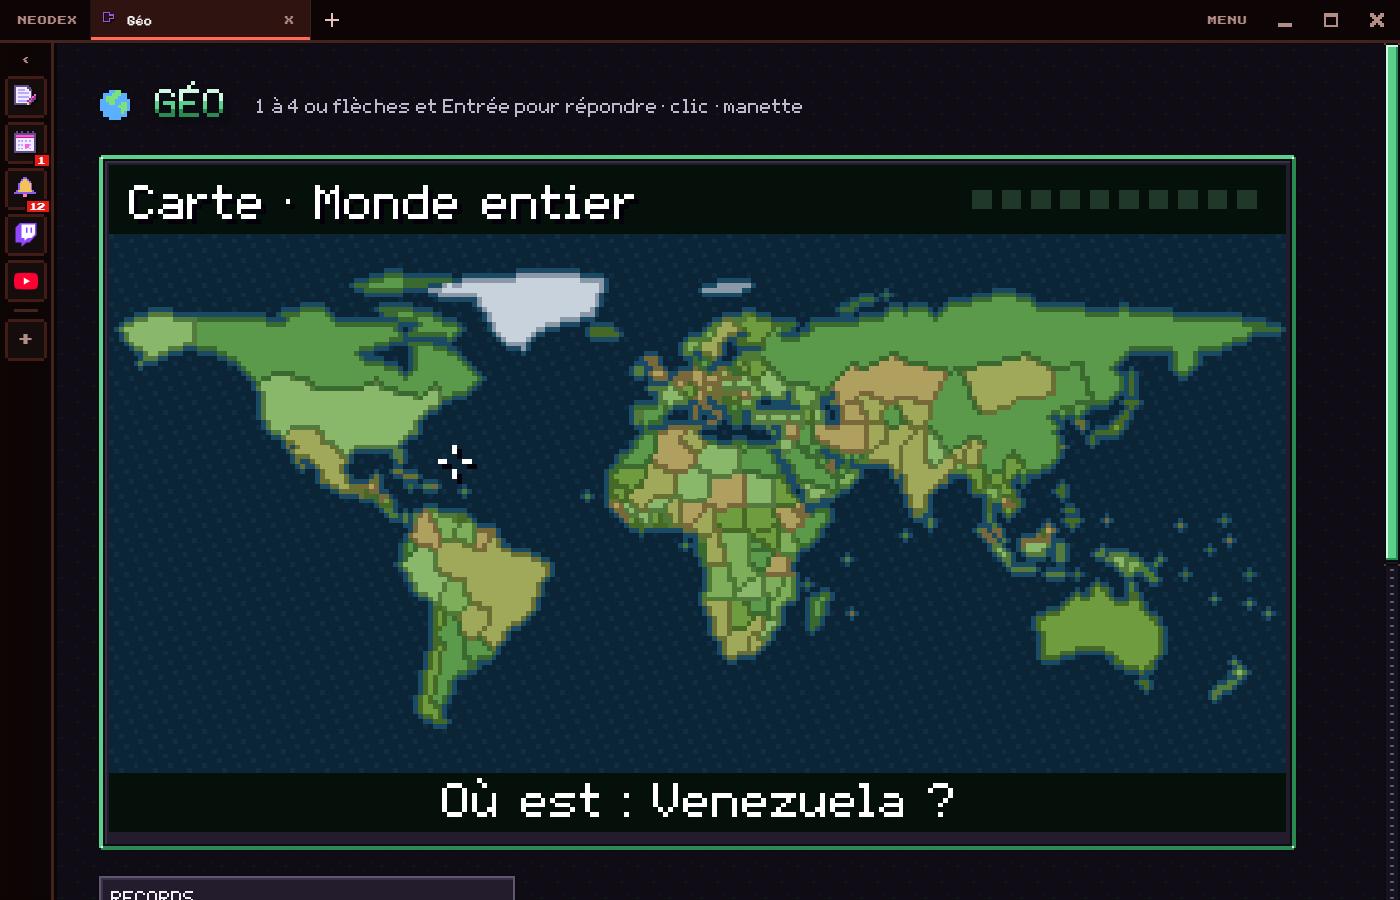 NEODEX
Géo
MENU
1
12
GÉO
1 à 4 ou flèches et Entrée pour répondre · clic · manette
Carte · Monde entier
Où est : Venezuela ?
RECORDS